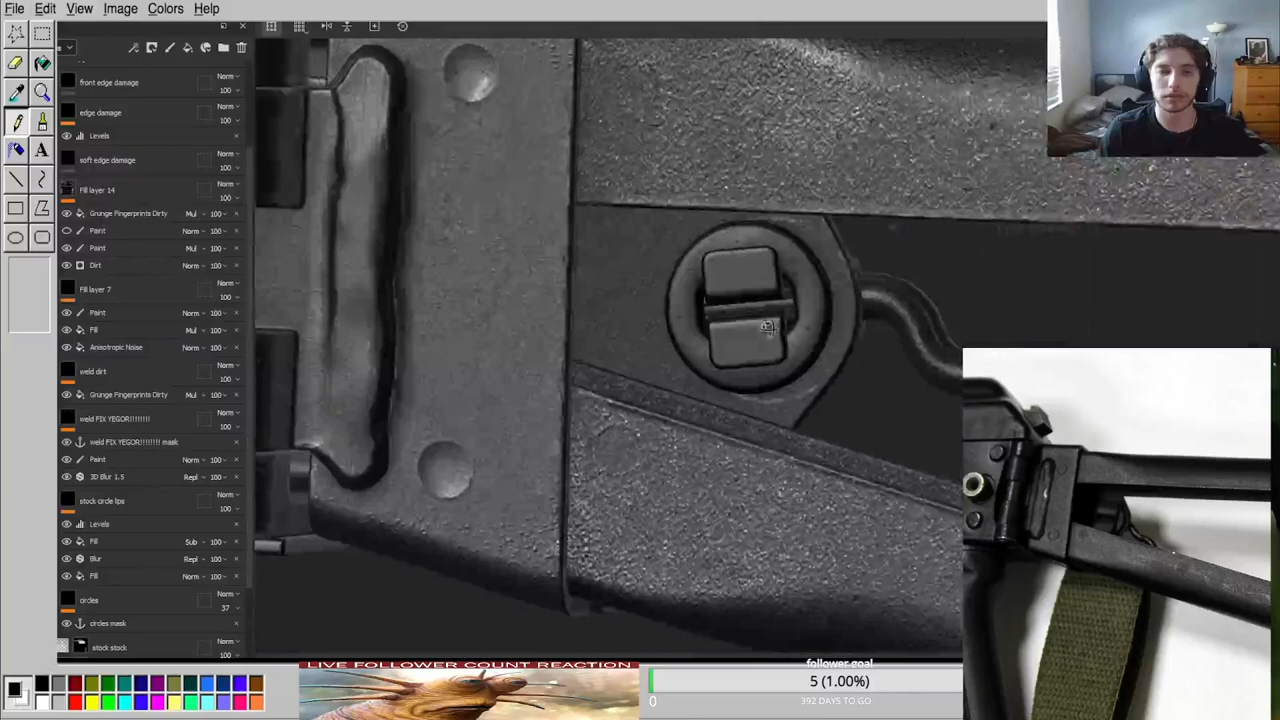 File Edit View Image Colors Help
Norm
front edge damage
100
Norm
edge damage
100
Levels
Norm
soft edge damage
100
Norm
Fill layer 14
100
Grunge Fingerprints Dirty Mul 100
Paint Norm 100
Paint Mul 100
Dirt Norm 100
Norm
Fill layer 7
100
Paint Norm 100
Fill Mul 100
Anisotropic Noise Norm 100
Norm
weld dirt
100
Grunge Fingerprints Dirty Mul 100
Norm
weld FIX YEGOR!!!!!!!!
100
weld FIX YEGOR!!!!!!!! mask
Paint Norm 100
3D Blur 1.5 Repl 100
Norm
stock circle lips
100
Levels
Fill Sub 100
Blur Repl 100
Fill Norm 100
Norm
circles
37
circles mask
Norm
stock stock
LIVE FOLLOWER COUNT REACTION
follower goal
5 (1.00%)
0
392 DAYS TO GO